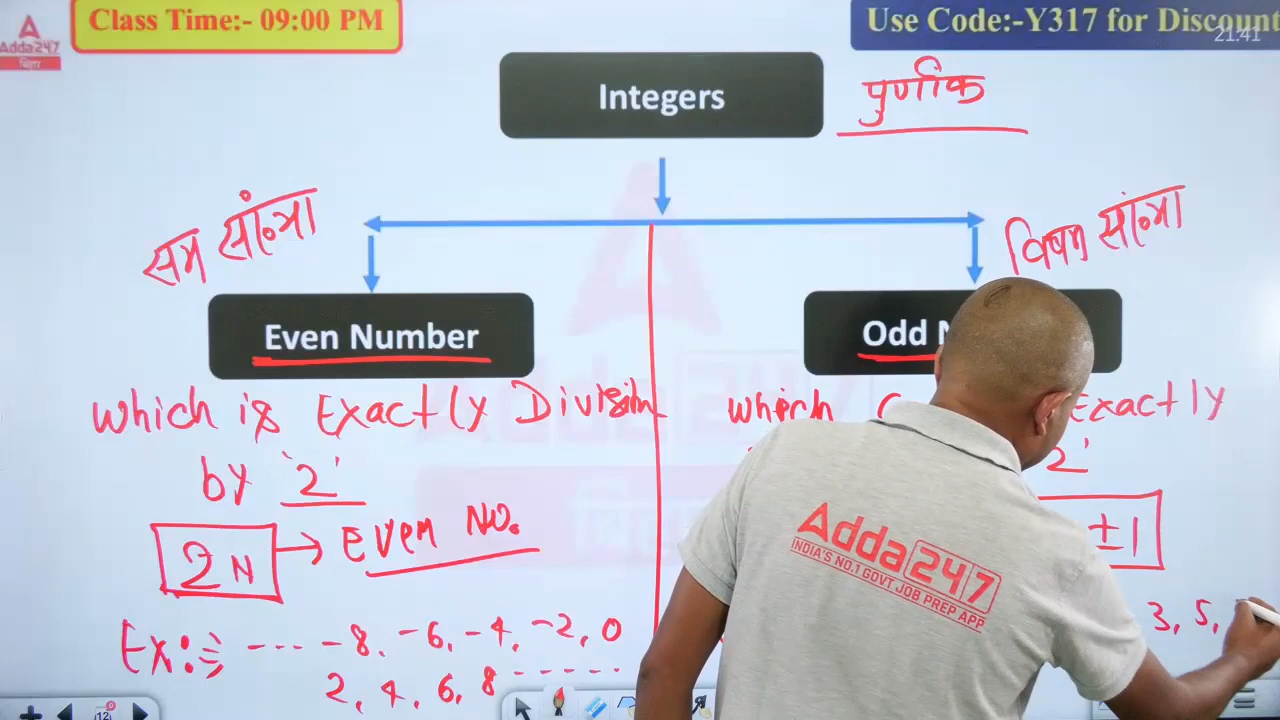 Class Time:- 09:00 PM
Use Code:-Y317 for Discount
21:41
Adda247
बिहार
Integers
पुर्णांक
सम संख्या
विषम संख्या
Even Number
Odd
which is Exactly Division
by '2'
2N → Even No.
Ex: ---- -8, -6, -4, -2, 0
2, 4, 6, 8 -----
which Exactly
2'
±1
3, 5,
Adda247
INDIA'S NO.1 GOVT JOB PREP APP
12